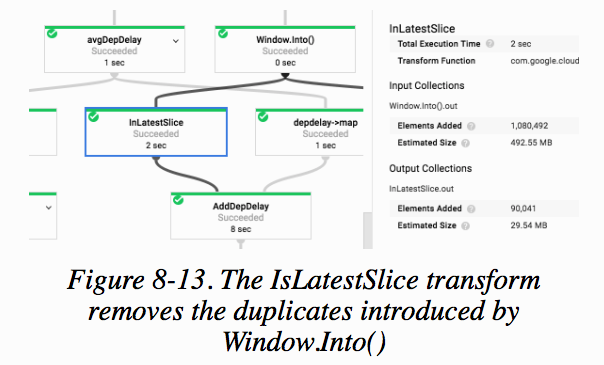 avgDepDelay
Succeeded
1 sec
Window.Into()
Succeeded
0 sec
InLatestSlice
Succeeded
2 sec
depdelay->map
Succeeded
1 sec
AddDepDelay
Succeeded
8 sec
InLatestSlice
Total Execution Time ? 2 sec
Transform Function com.google.cloud
Input Collections
Window.Into().out
Elements Added ? 1,080,492
Estimated Size ? 492.55 MB
Output Collections
InLatestSlice.out
Elements Added ? 90,041
Estimated Size ? 29.54 MB
Figure 8-13. The IsLatestSlice transform
removes the duplicates introduced by
Window.Into()